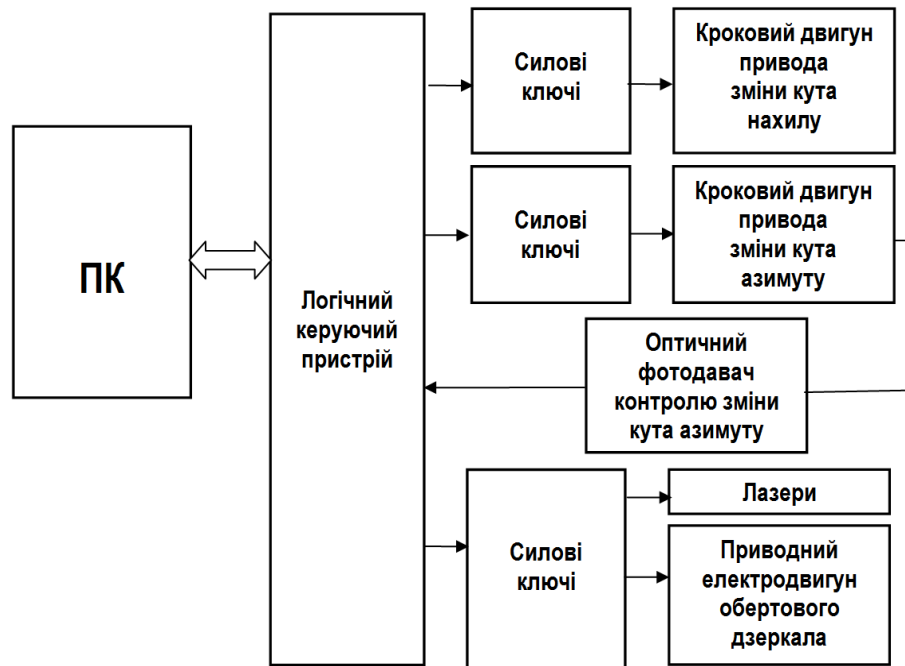 ПК
Логічний
керуючий
пристрій
Силові
ключі
Кроковий двигун
привода
зміни кута
нахилу
Силові
ключі
Кроковий двигун
привода
зміни кута
азимуту
Оптичний
фотодавач
контролю зміни
кута азимуту
Силові
ключі
Лазери
Приводний
електродвигун
обертового
дзеркала